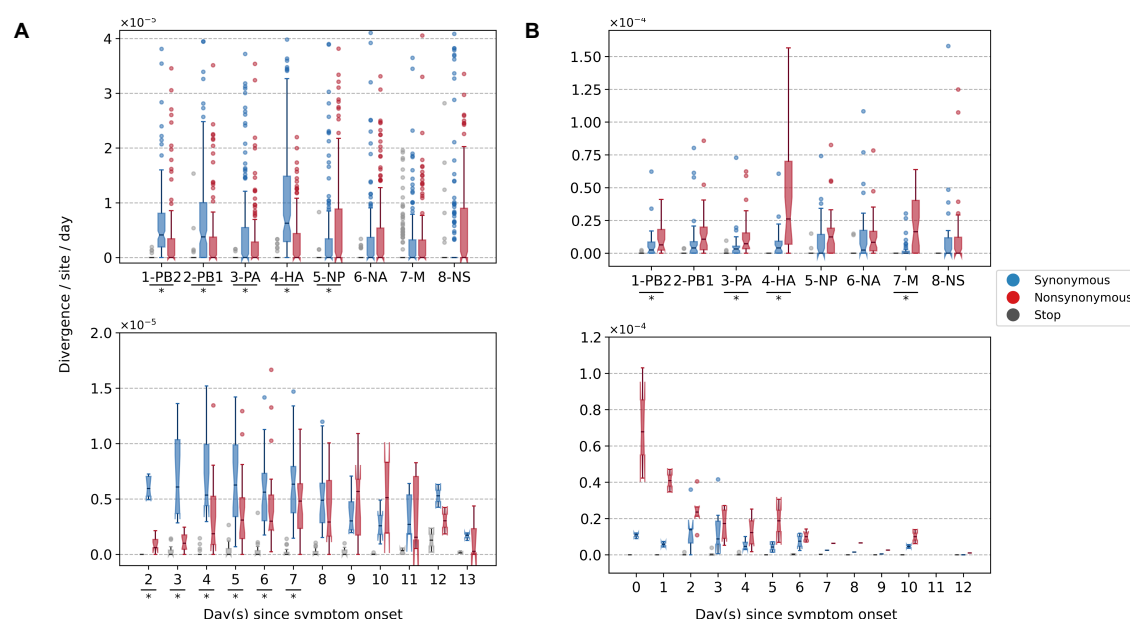 A
B
×10⁻⁵
4
3
2
1
0
1-PB2 2-PB1 3-PA 4-HA 5-NP 6-NA 7-M 8-NS
* * * * *
×10⁻⁴
1.50
1.25
1.00
0.75
0.50
0.25
0.00
1-PB2 2-PB1 3-PA 4-HA 5-NP 6-NA 7-M 8-NS
* * * *
Synonymous
Nonsynonymous
Stop
Divergence / site / day
×10⁻⁵
2.0
1.5
1.0
0.5
0.0
2 3 4 5 6 7 8 9 10 11 12 13
* * * * * *
Day(s) since symptom onset
×10⁻⁴
1.2
1.0
0.8
0.6
0.4
0.2
0.0
0 1 2 3 4 5 6 7 8 9 10 11 12
Day(s) since symptom onset